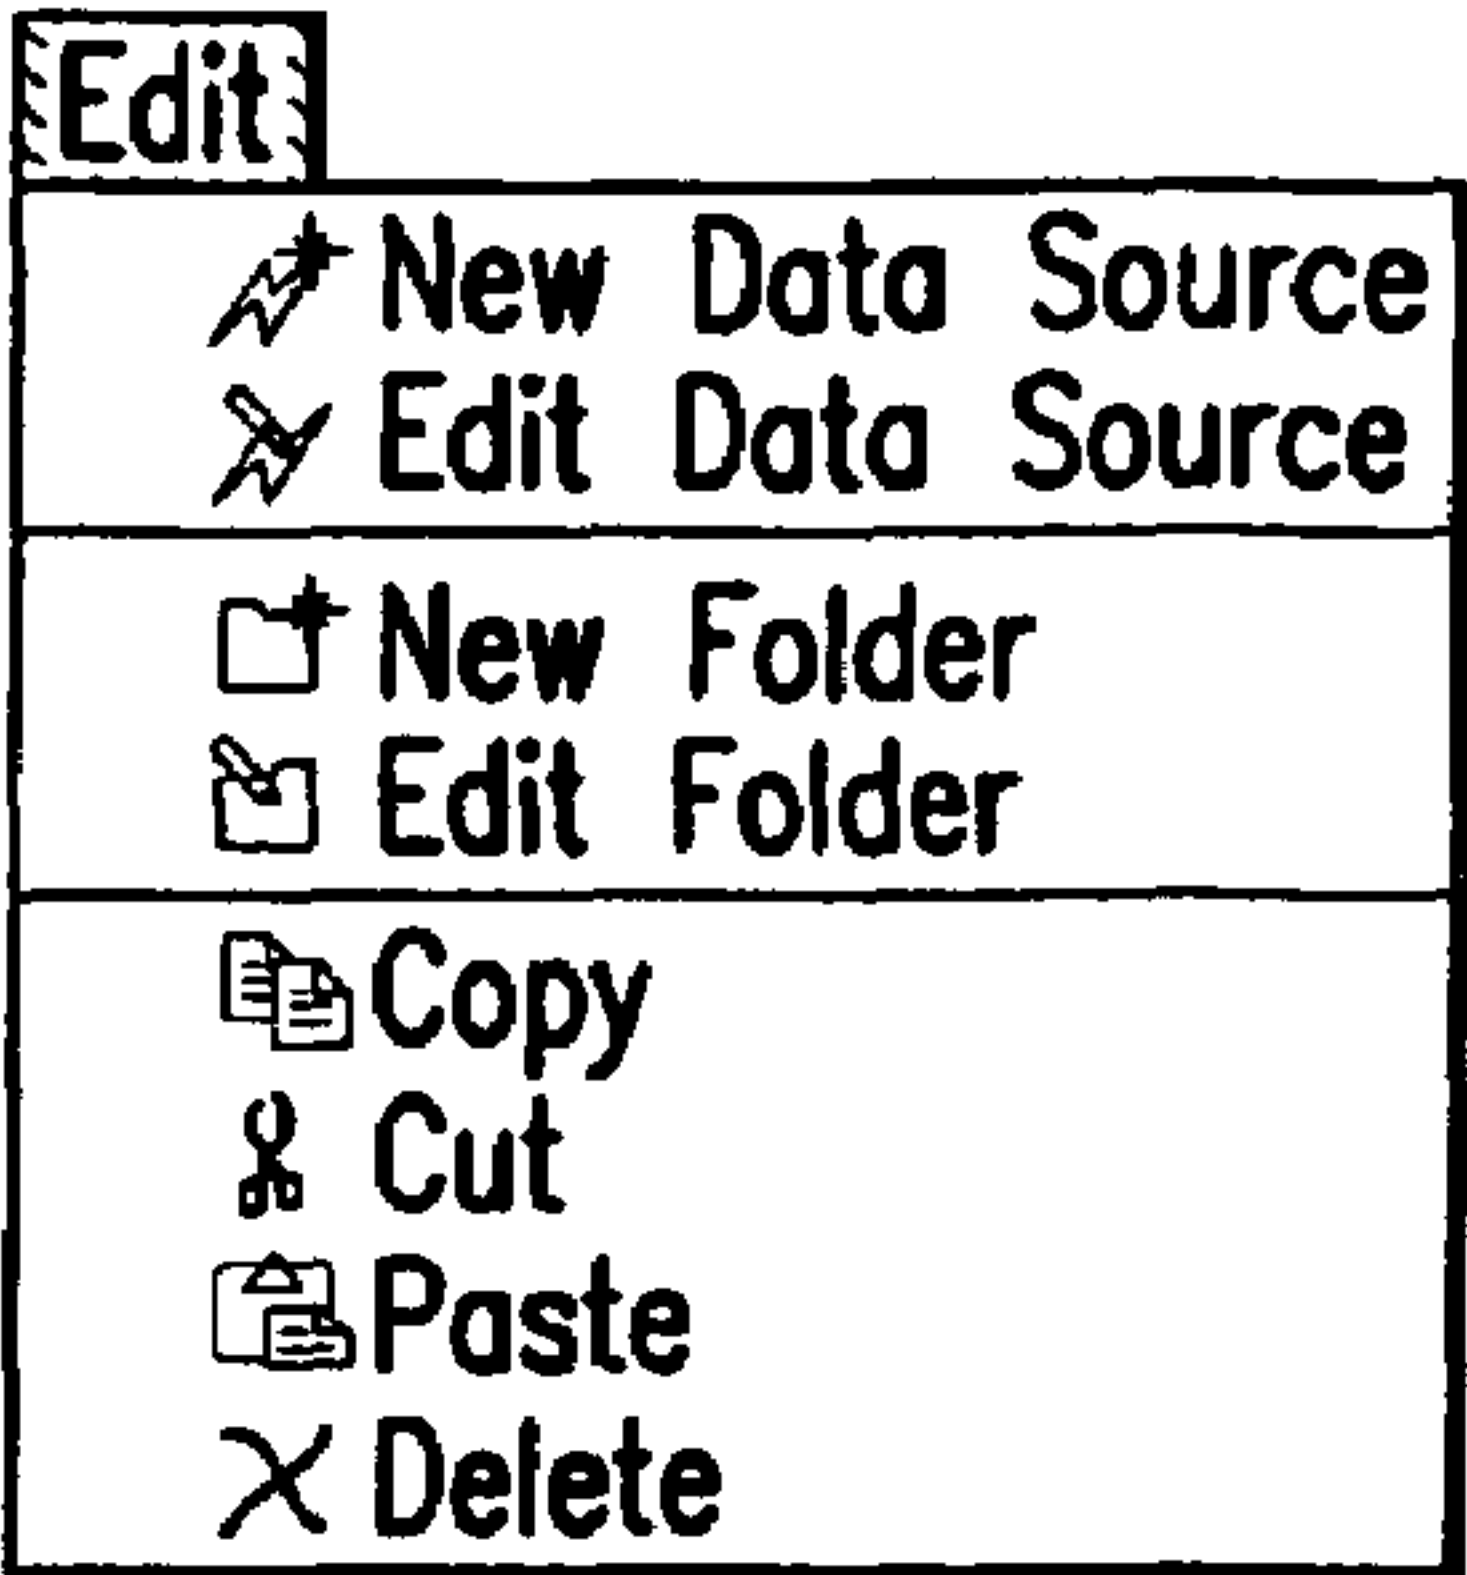 Edit
New Data Source
Edit Data Source
New Folder
Edit Folder
Copy
Cut
Paste
Delete